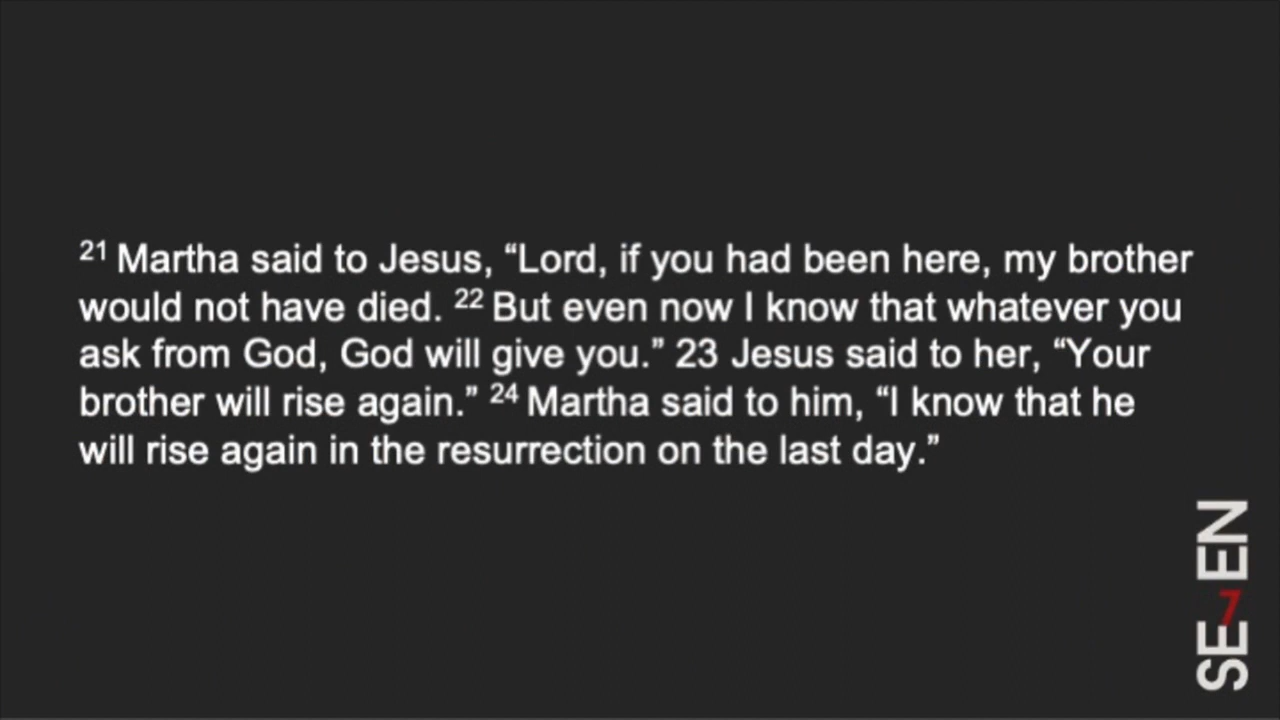 21 Martha said to Jesus, “Lord, if you had been here, my brother
would not have died. 22 But even now I know that whatever you
ask from God, God will give you.” 23 Jesus said to her, “Your
brother will rise again.” 24 Martha said to him, “I know that he
will rise again in the resurrection on the last day.”
SE7EN